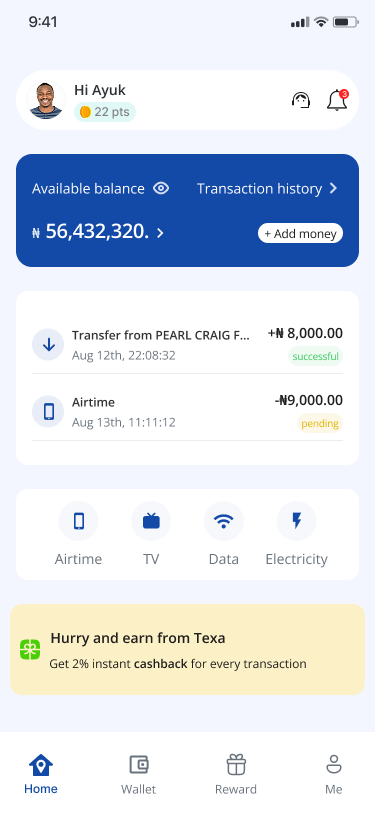 9:41
Hi Ayuk
3
22 pts
Available balance
Transaction history
₦ 56,432,320.
+ Add money
Transfer from PEARL CRAIG F...
+₦ 8,000.00
Aug 12th, 22:08:32
successful
Airtime
-₦9,000.00
Aug 13th, 11:11:12
pending
Airtime TV Data Electricity
Hurry and earn from Texa
Get 2% instant cashback for every transaction
Home Wallet Reward Me